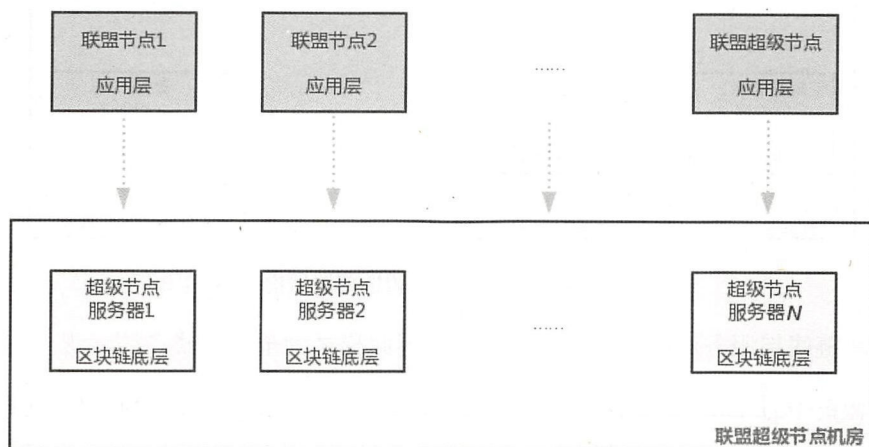 联盟节点1
应用层
联盟节点2
应用层
……
联盟超级节点
应用层
超级节点
服务器1
区块链底层
超级节点
服务器2
区块链底层
……
超级节点
服务器N
区块链底层
联盟超级节点机房